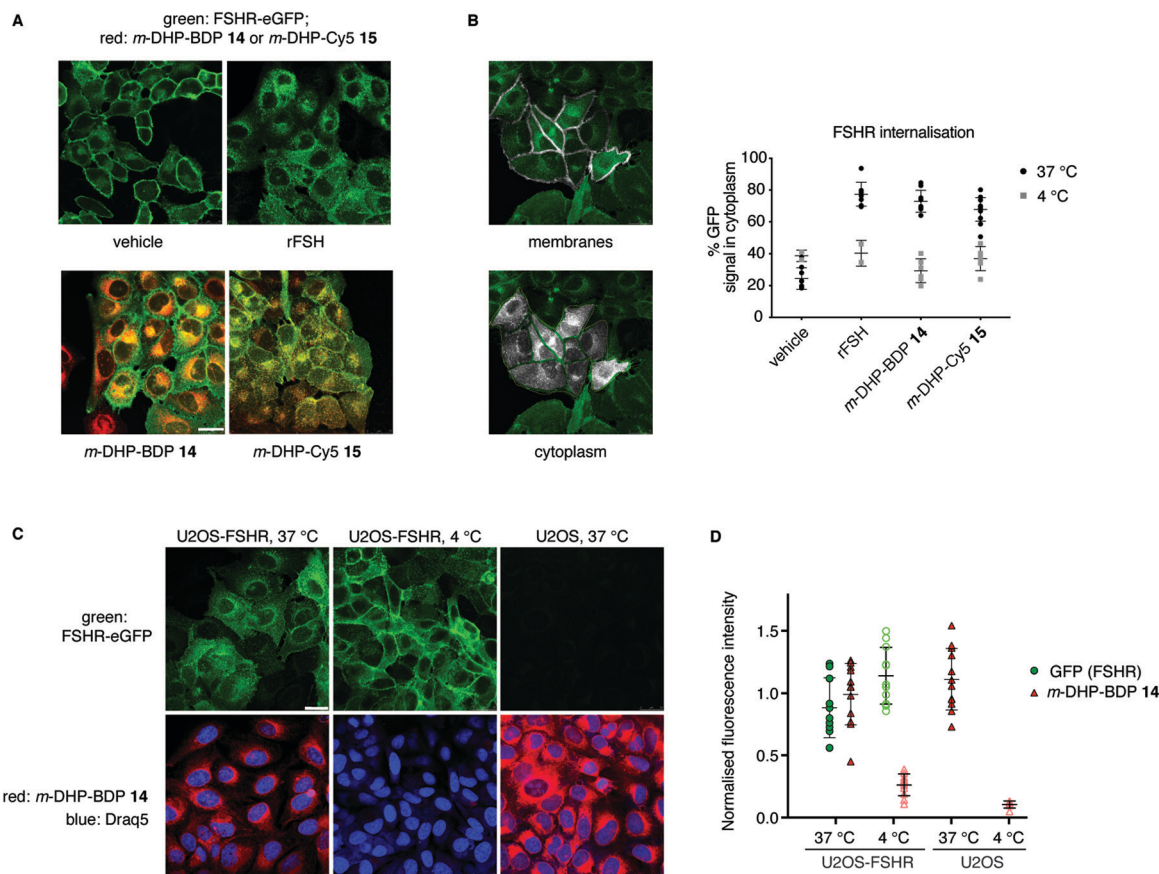 A
green: FSHR-eGFP;
red: m-DHP-BDP 14 or m-DHP-Cy5 15
vehicle
rFSH
m-DHP-BDP 14
m-DHP-Cy5 15
B
membranes
cytoplasm
FSHR internalisation
% GFP
signal in cytoplasm
100
80
60
40
20
0
vehicle
rFSH
m-DHP-BDP 14
m-DHP-Cy5 15
37 °C
4 °C
C
U2OS-FSHR, 37 °C
U2OS-FSHR, 4 °C
U2OS, 37 °C
green:
FSHR-eGFP
red: m-DHP-BDP 14
blue: Draq5
D
Normalised fluorescence intensity
1.5
1.0
0.5
0.0
37 °C
4 °C
37 °C
4 °C
U2OS-FSHR
U2OS
GFP (FSHR)
m-DHP-BDP 14